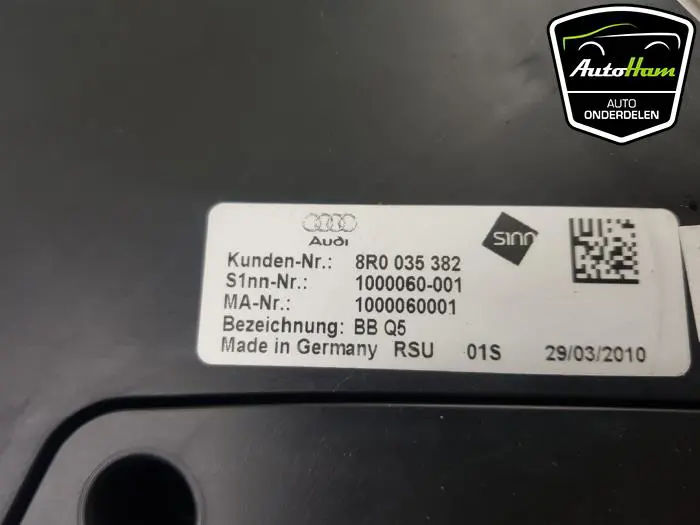 AutoHam
AUTO
ONDERDELEN
Audi
s1nn
Kunden-Nr.: 8R0 035 382
S1nn-Nr.: 1000060-001
MA-Nr.: 1000060001
Bezeichnung: BB Q5
Made in Germany RSU 01S 29/03/2010